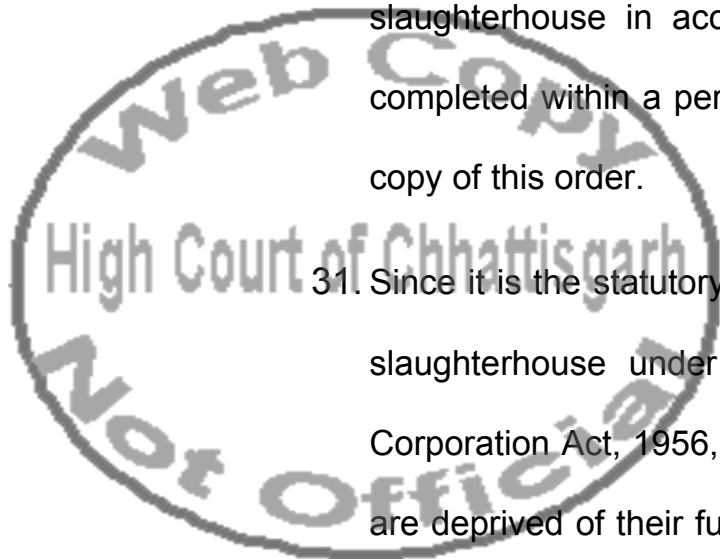 slaughterhouse in acc
completed within a per
copy of this order.
31. Since it is the statutory
slaughterhouse under
Corporation Act, 1956,
are deprived of their fu
Web Copy
High Court of Chhattisgarh
Not Official